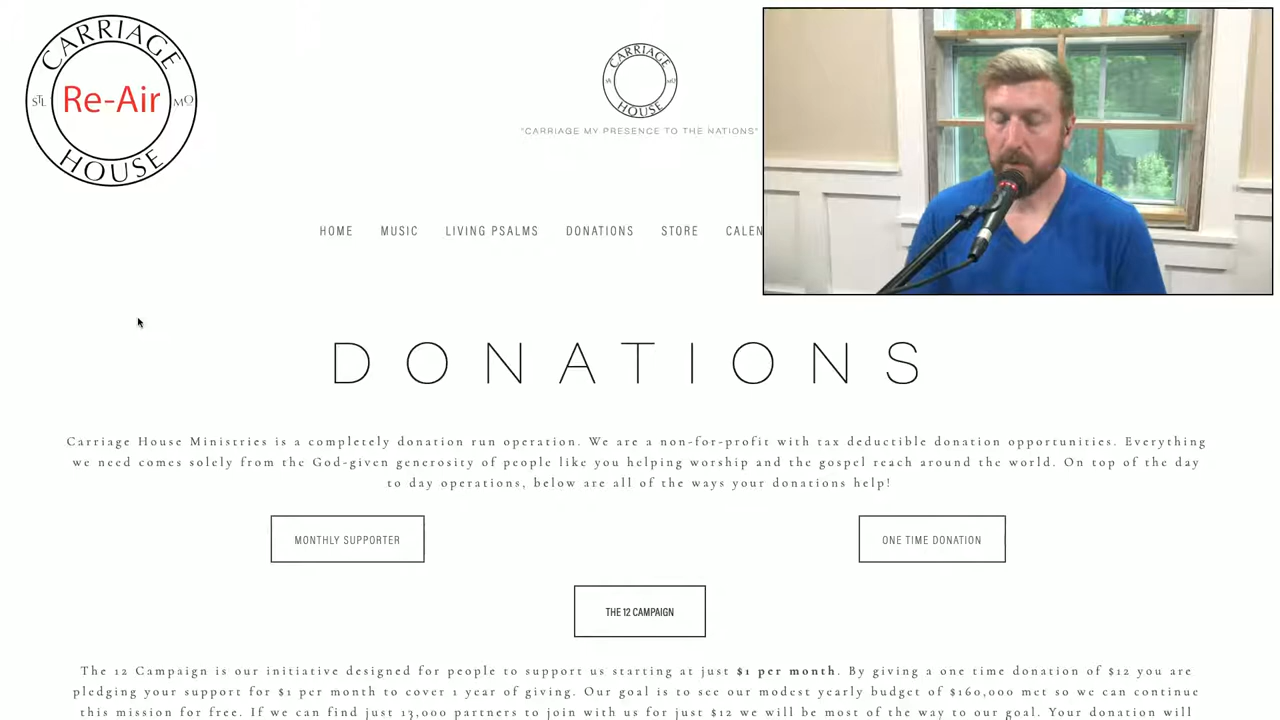 CARRIAGE
STL Re-Air MO
HOUSE
CARRIAGE
HOUSE
"CARRIAGE MY PRESENCE TO THE NATIONS"
HOME MUSIC LIVING PSALMS DONATIONS STORE CALEN
DONATIONS
Carriage House Ministries is a completely donation run operation. We are a non-for-profit with tax deductible donation opportunities. Everything
we need comes solely from the God-given generosity of people like you helping worship and the gospel reach around the world. On top of the day
to day operations, below are all of the ways your donations help!
MONTHLY SUPPORTER ONE TIME DONATION
THE 12 CAMPAIGN
The 12 Campaign is our initiative designed for people to support us starting at just $1 per month. By giving a one time donation of $12 you are
pledging your support for $1 per month to cover 1 year of giving. Our goal is to see our modest yearly budget of $160,000 met so we can continue
this mission for free. If we can find just 13,000 partners to join with us for just $12 we will be most of the way to our goal. Your donation will